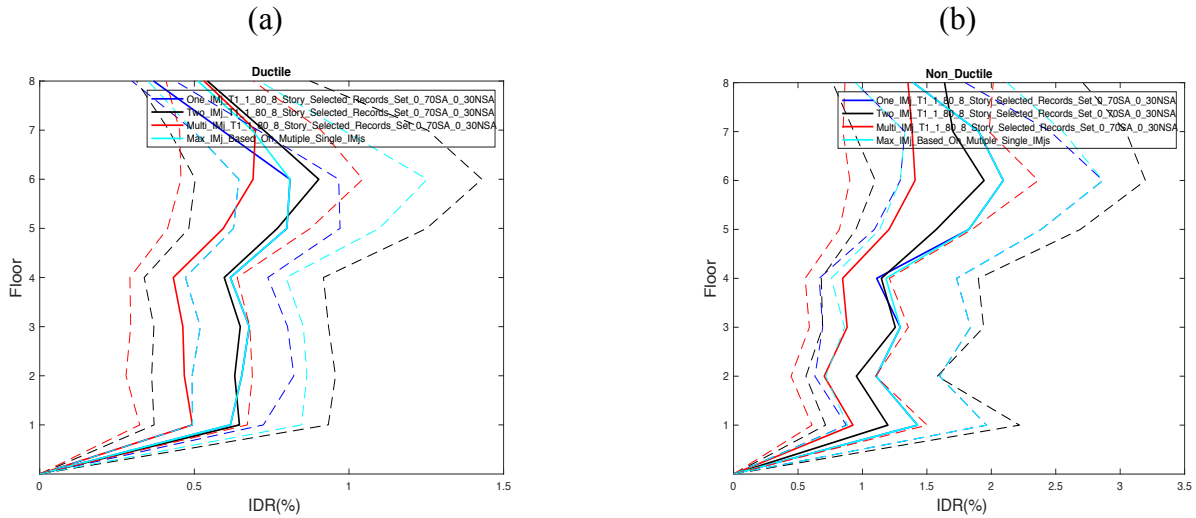 (a)
(b)
Ductile
One_IMj_T1_1_80_8_Story_Selected_Records_Set_0_70SA_0_30NSA
Two_IMj_T1_1_80_8_Story_Selected_Records_Set_0_70SA_0_30NSA
Multi_IMj_T1_1_80_8_Story_Selected_Records_Set_0_70SA_0_30NSA
Max_IMj_Based_On_Mutiple_Single_IMjs
8
7
6
5
4
3
2
1
Floor
0
0.5
1
1.5
IDR(%)
Non_Ductile
One_IMj_T1_1_80_8_Story_Selected_Records_Set_0_70SA_0_30NSA
Two_IMj_T1_1_80_8_Story_Selected_Records_Set_0_70SA_0_30NSA
Multi_IMj_T1_1_80_8_Story_Selected_Records_Set_0_70SA_0_30NSA
Max_IMj_Based_On_Mutiple_Single_IMjs
8
7
6
5
4
3
2
1
0
Floor
0
0.5
1
1.5
2
2.5
3
3.5
IDR(%)